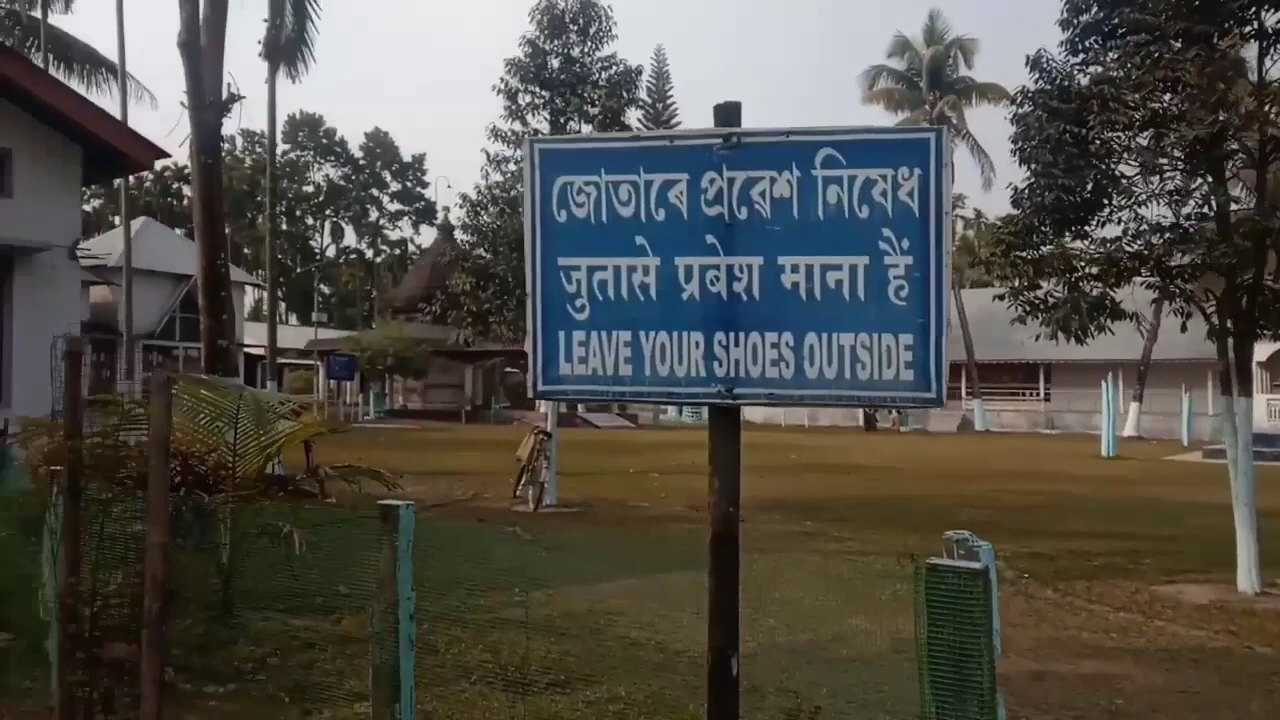 জোতাৰে প্ৰৱেশ নিষেধ
जुतासे प्रबेश माना हैं
LEAVE YOUR SHOES OUTSIDE